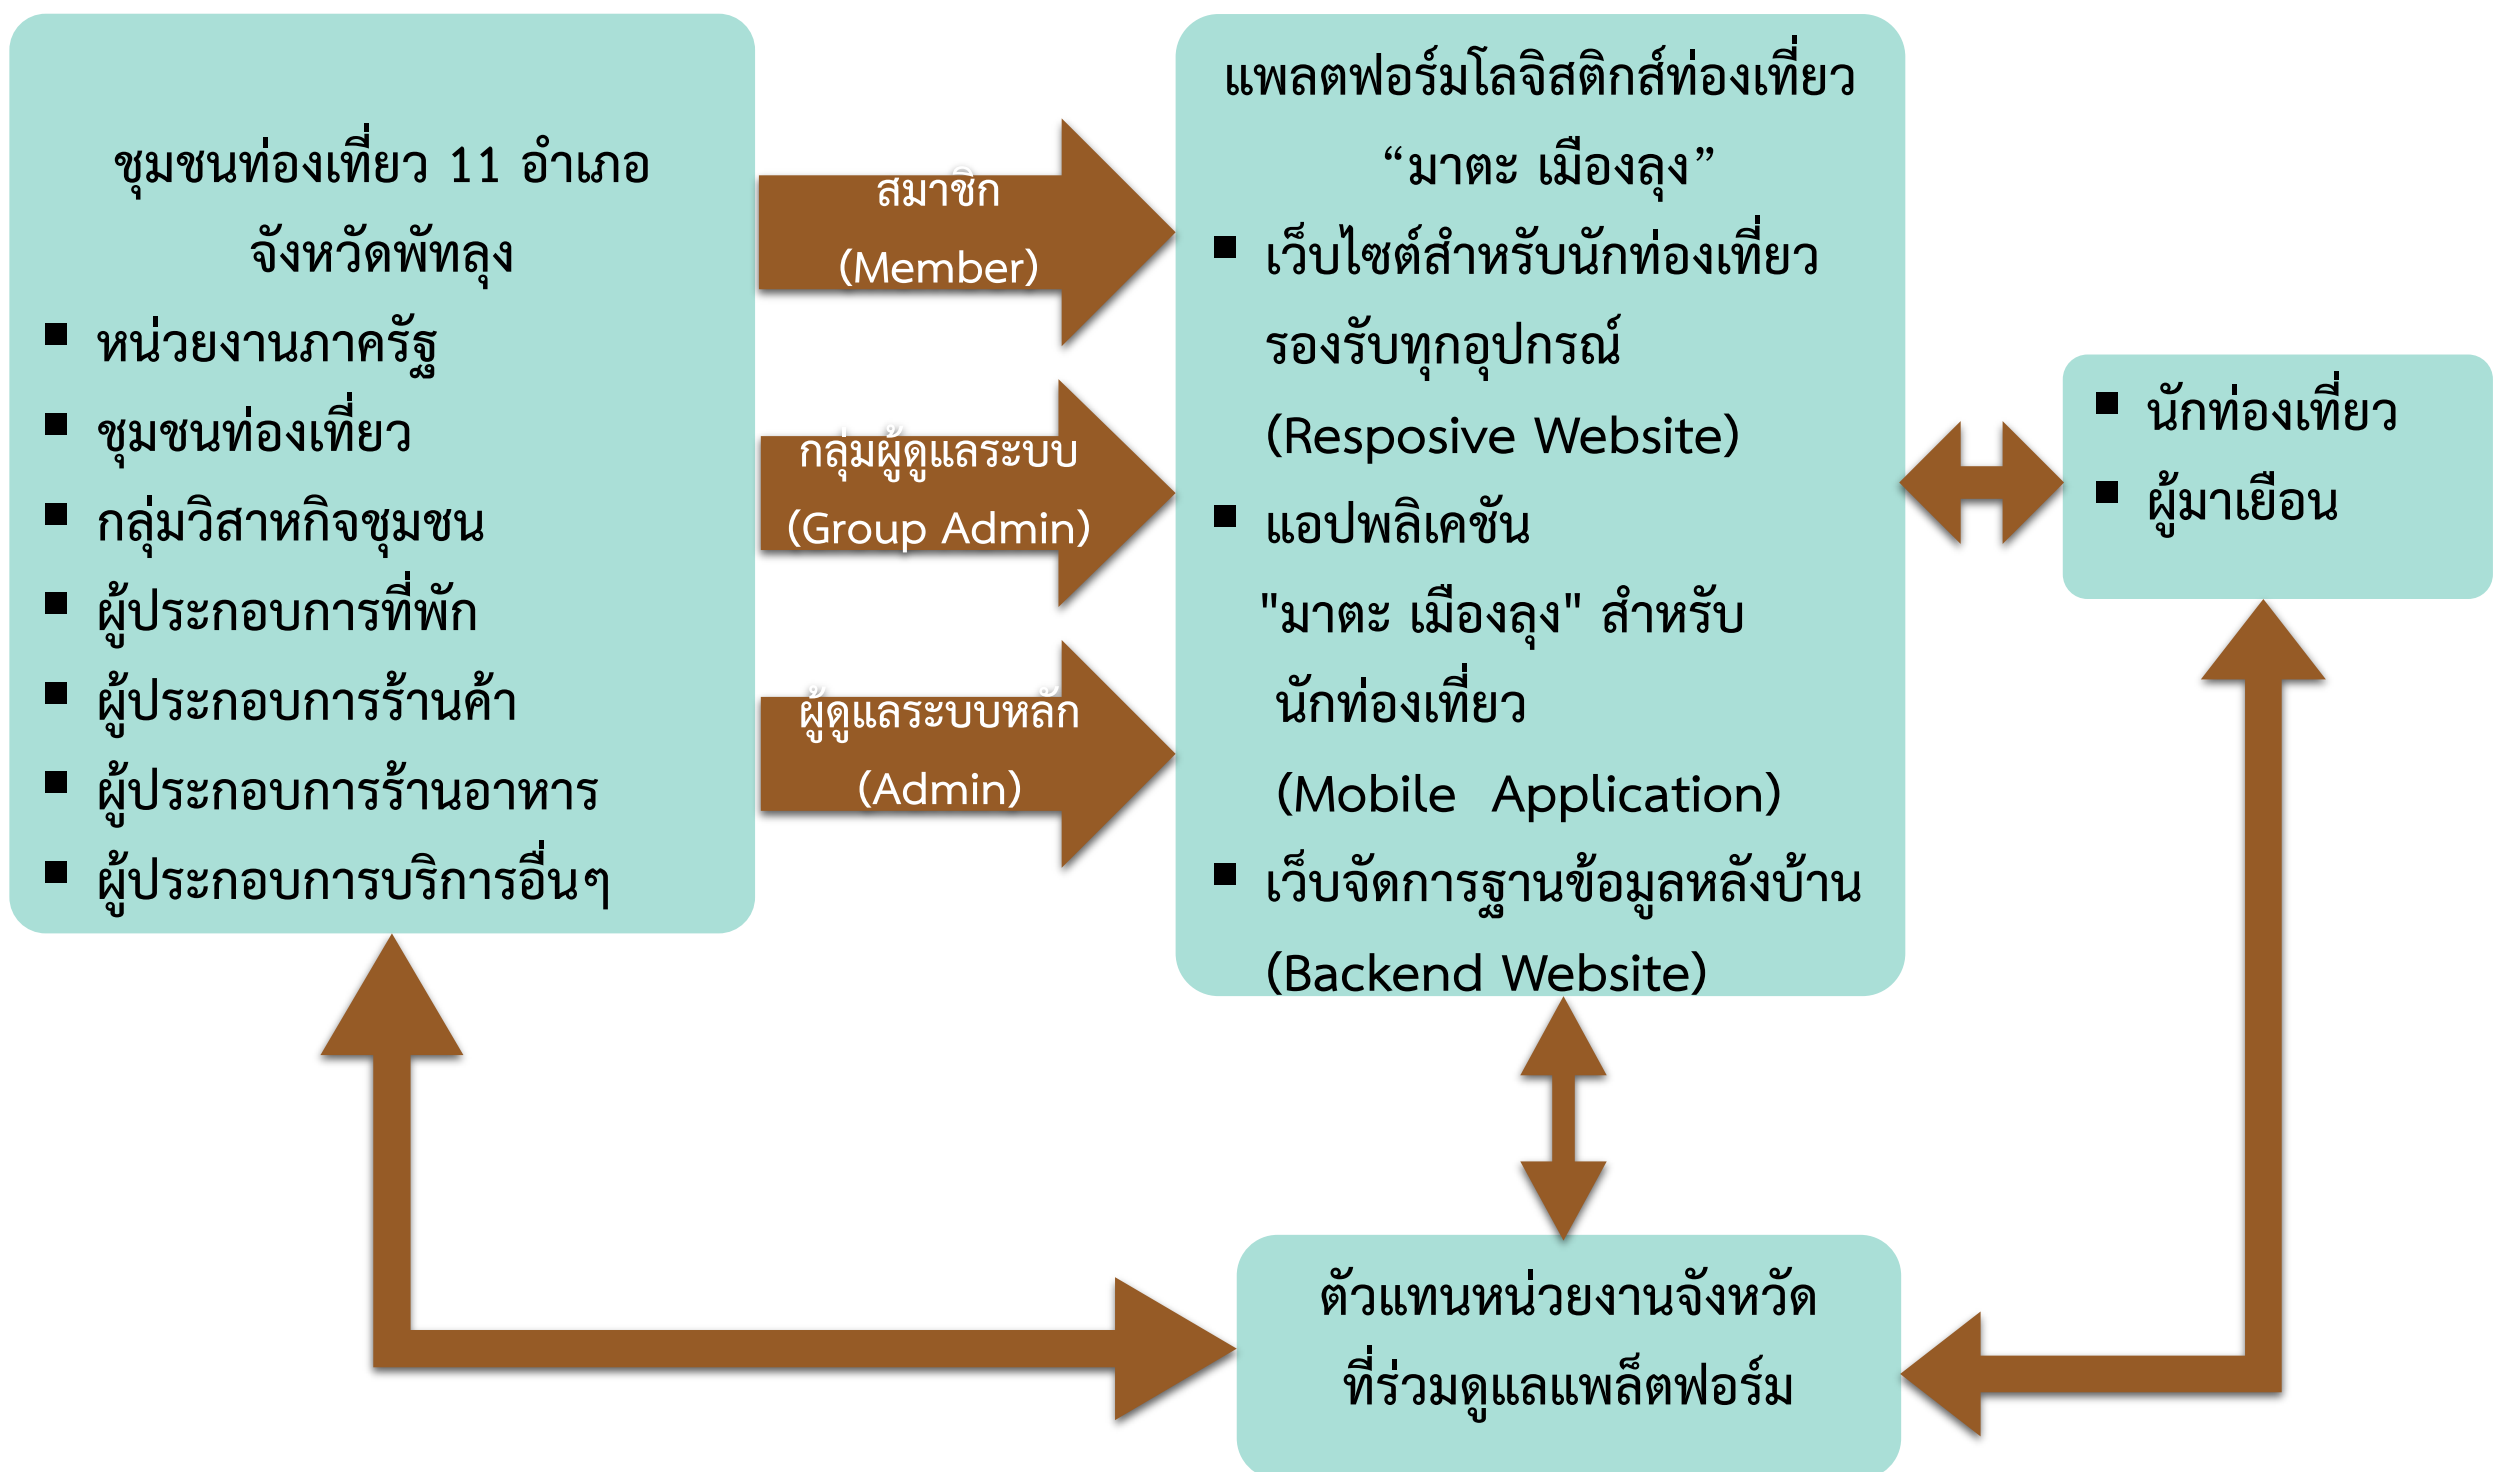 ชุมชนท่องเที่ยว 11 อำเภอ
จังหวัดพัทลุง
■ หน่วยงานภาครัฐ
■ ชุมชนท่องเที่ยว
■ กลุ่มวิสาหกิจชุมชน
■ ผู้ประกอบการที่พัก
■ ผู้ประกอบการร้านค้า
■ ผู้ประกอบการร้านอาหาร
■ ผู้ประกอบการบริการอื่นๆ
สมาชิก
(Member)
กลุ่มผู้ดูแลระบบ
(Group Admin)
ผู้ดูแลระบบหลัก
(Admin)
แพลตฟอร์มโลจิสติกส์ท่องเที่ยว
“มาตะ เมืองลุง”
■ เว็บไซต์สำหรับนักท่องเที่ยว
รองรับทุกอุปกรณ์
(Resposive Website)
■ แอปพลิเคชัน
"มาตะ เมืองลุง" สำหรับ
นักท่องเที่ยว
(Mobile Application)
■ เว็บจัดการฐานข้อมูลหลังบ้าน
(Backend Website)
■ นักท่องเที่ยว
■ ผู้มาเยือน
ตัวแทนหน่วยงานจังหวัด
ที่ร่วมดูแลแพล็ตฟอร์ม